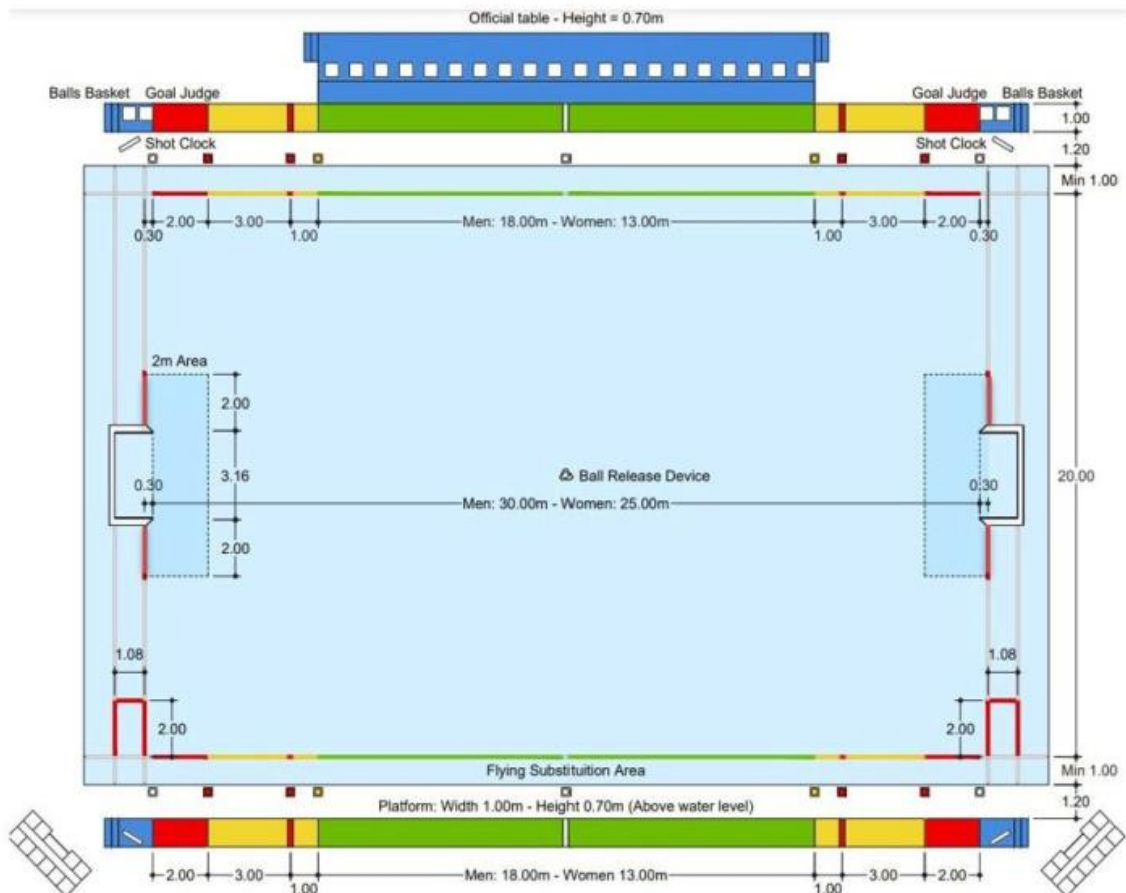 Official table - Height = 0.70m
Balls Basket Goal Judge Goal Judge Balls Basket
1.00
Shot Clock Shot Clock
1.20
Min 1.00
2.00 3.00 Men: 18.00m - Women: 13.00m 3.00 2.00
0.30 1.00 1.00 0.30
2m Area
2.00
3.16
Ball Release Device
20.00
0.30 0.30
Men: 30.00m - Women: 25.00m
2.00
1.08 1.08
2.00 2.00
Flying Substituition Area
Min 1.00
1.20
Platform: Width 1.00m - Height 0.70m (Above water level)
2.00 3.00 Men: 18.00m - Women 13.00m 3.00 2.00
1.00 1.00